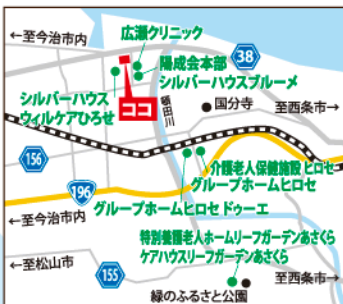 広瀬クリニック
←至今治市内
陽成会本部
シルバーハウスブルーメ
38
シルバーハウス
ウィルケアひろせ
ココ
頓田川
国分寺
至西条市→
156
介護老人保健施設 ヒロセ
グループホームヒロセ
196
グループホームヒロセ ドゥーエ
←至今治市内
特別養護老人ホームリーフガーデンあさくら
ケアハウスリーフガーデンあさくら
←至松山市
155
至西条市→
緑のふるさと公園